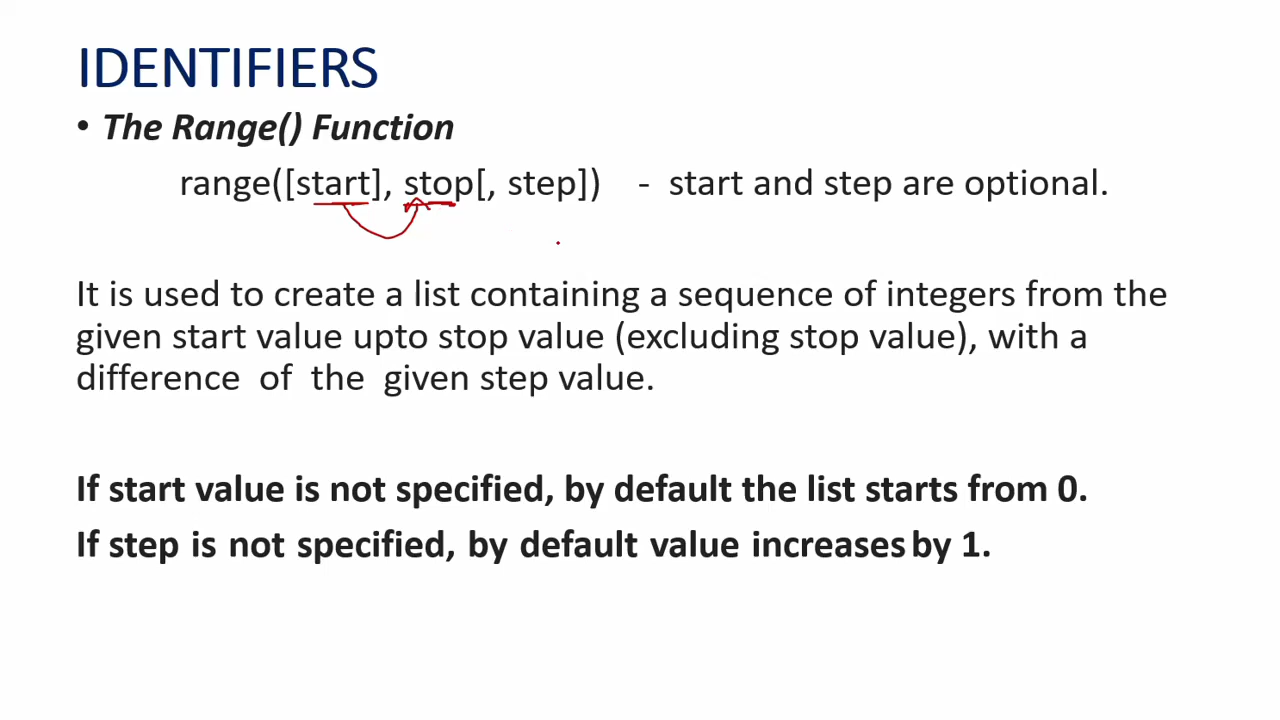 IDENTIFIERS
• The Range() Function
range([start], stop[, step]) - start and step are optional.
It is used to create a list containing a sequence of integers from the
given start value upto stop value (excluding stop value), with a
difference of the given step value.
If start value is not specified, by default the list starts from 0.
If step is not specified, by default value increases by 1.